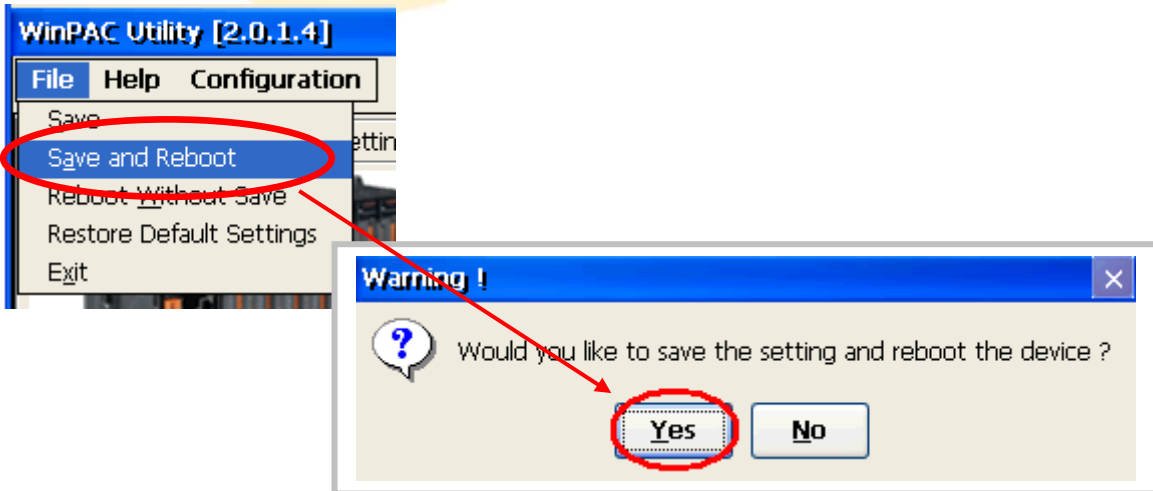 WinPAC Utility [2.0.1.4]
File Help Configuration
Save
Save and Reboot
Reboot Without Save
Restore Default Settings
Exit
Warning !
Would you like to save the setting and reboot the device ?
Yes No